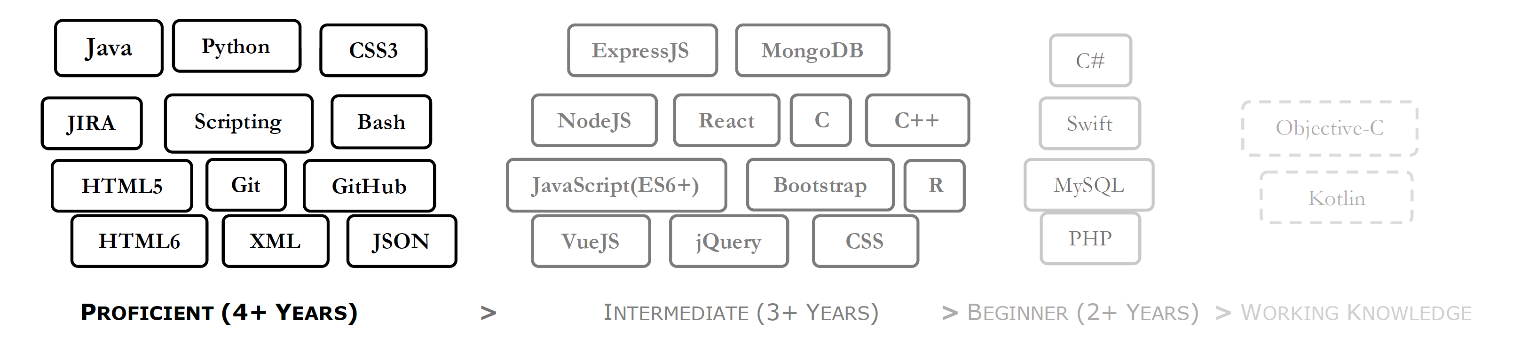 Java Python CSS3
JIRA Scripting Bash
HTML5 Git GitHub
HTML6 XML JSON
ExpressJS MongoDB
NodeJS React C C++
JavaScript(ES6+) Bootstrap R
VueJS jQuery CSS
C#
Swift
MySQL
PHP
Objective-C
Kotlin
PROFICIENT (4+ YEARS) > INTERMEDIATE (3+ YEARS) > BEGINNER (2+ YEARS) > WORKING KNOWLEDGE